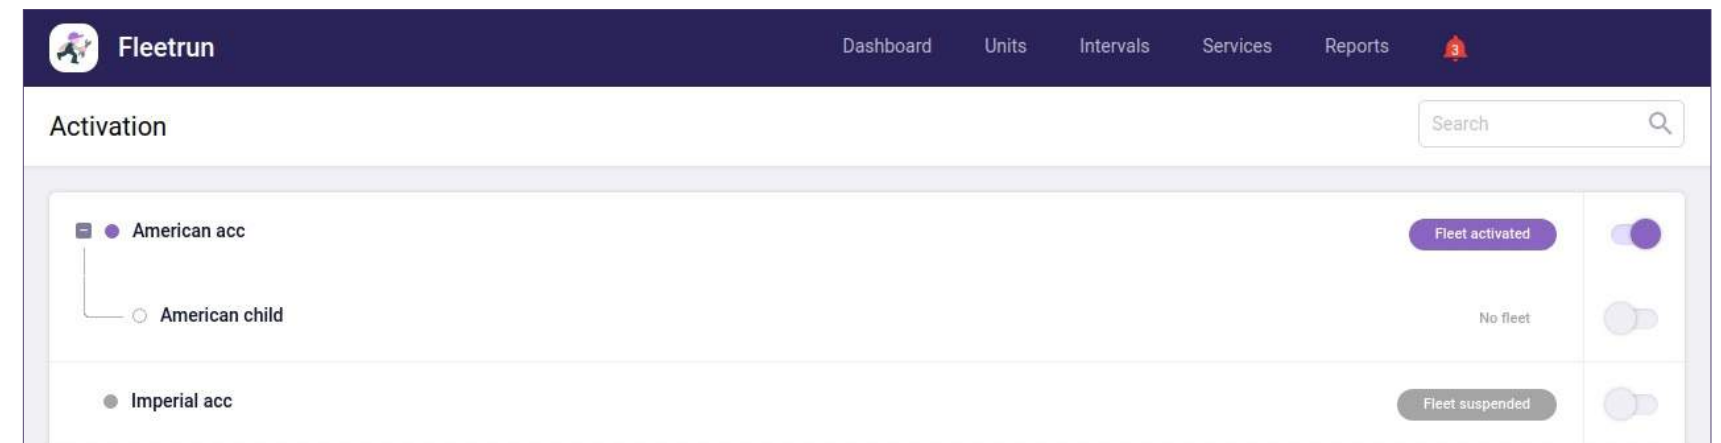 Fleetrun Dashboard Units Intervals Services Reports 3
Activation Search
American acc Fleet activated
American child No fleet
Imperial acc Fleet suspended